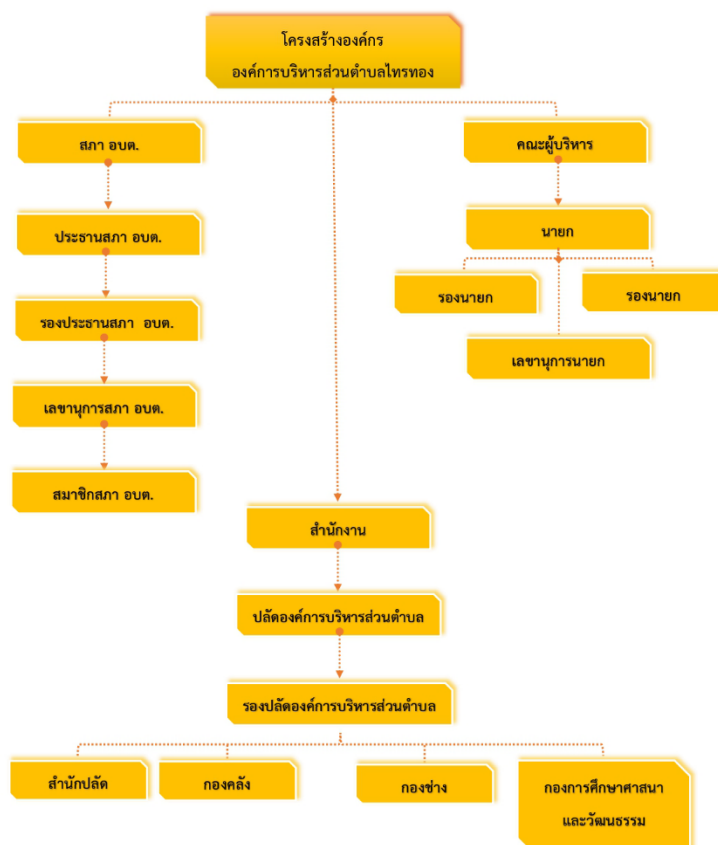 โครงสร้างองค์กร
องค์การบริหารส่วนตำบลไทรทอง
สภา อบต.
คณะผู้บริหาร
ประธานสภา อบต.
นายก
รองนายก
รองนายก
รองประธานสภา อบต.
เลขานุการนายก
เลขานุการสภา อบต.
สมาชิกสภา อบต.
สำนักงาน
ปลัดองค์การบริหารส่วนตำบล
รองปลัดองค์การบริหารส่วนตำบล
สำนักปลัด
กองคลัง
กองช่าง
กองการศึกษาศาสนา
และวัฒนธรรม